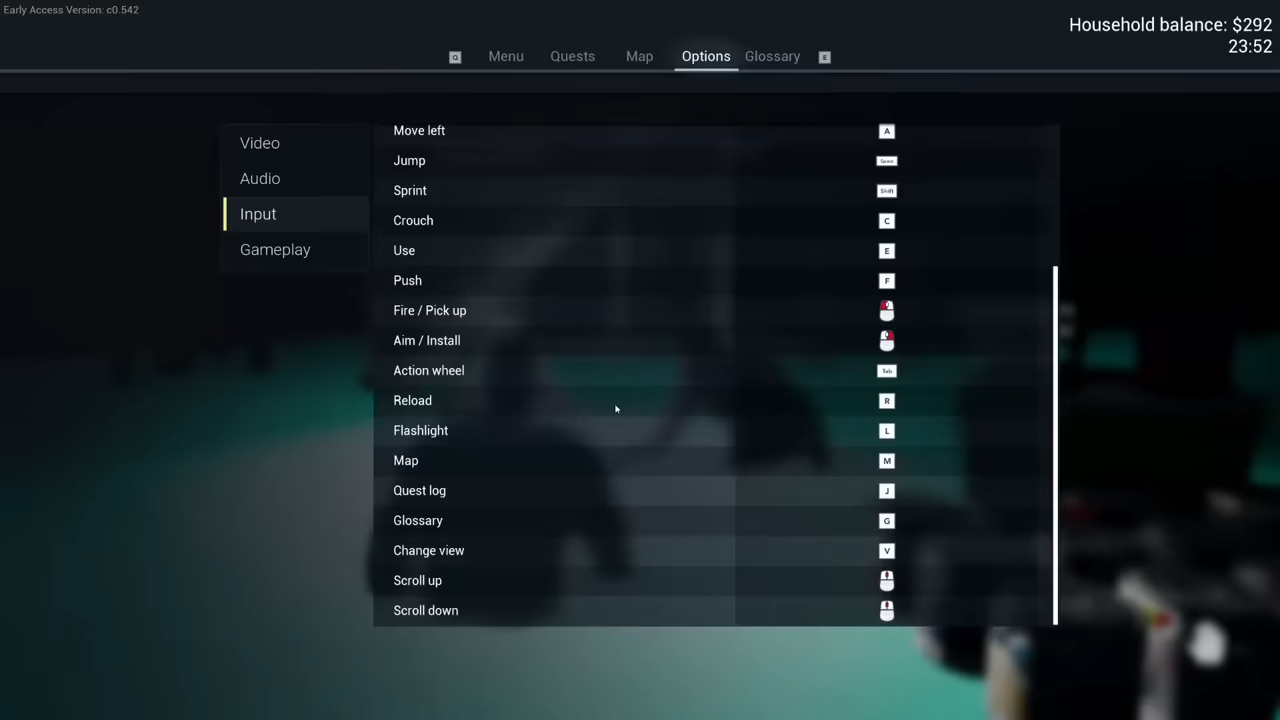 Early Access Version: c0.542
Household balance: $292
23:52
Q Menu Quests Map Options Glossary E
Video
Audio
Input
Gameplay
Move left A
Jump Space
Sprint Shift
Crouch C
Use E
Push F
Fire / Pick up
Aim / Install
Action wheel Tab
Reload R
Flashlight L
Map M
Quest log J
Glossary G
Change view V
Scroll up
Scroll down